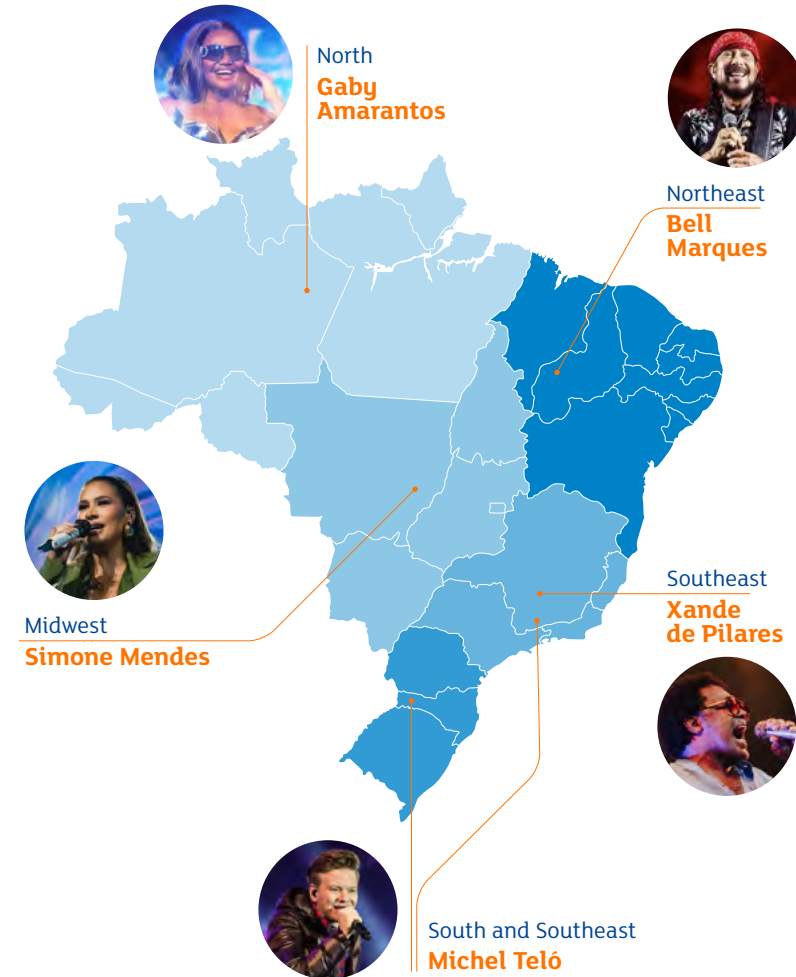 North
Gaby
Amarantos
Northeast
Bell
Marques
Midwest
Simone Mendes
Southeast
Xande
de Pilares
South and Southeast
Michel Teló